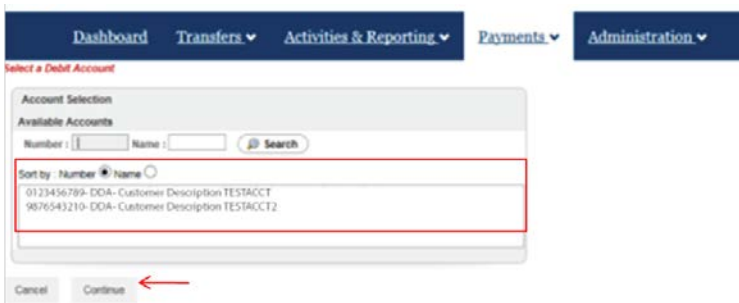 Dashboard Transfers Activities & Reporting Payments Administration
Select a Debit Account
Account Selection
Available Accounts
Number : Name : Search
Sort by : Number Name
0123456789- DDA- Customer Description TESTACCT
9876543210- DDA- Customer Description TESTACCT2
Cancel Continue